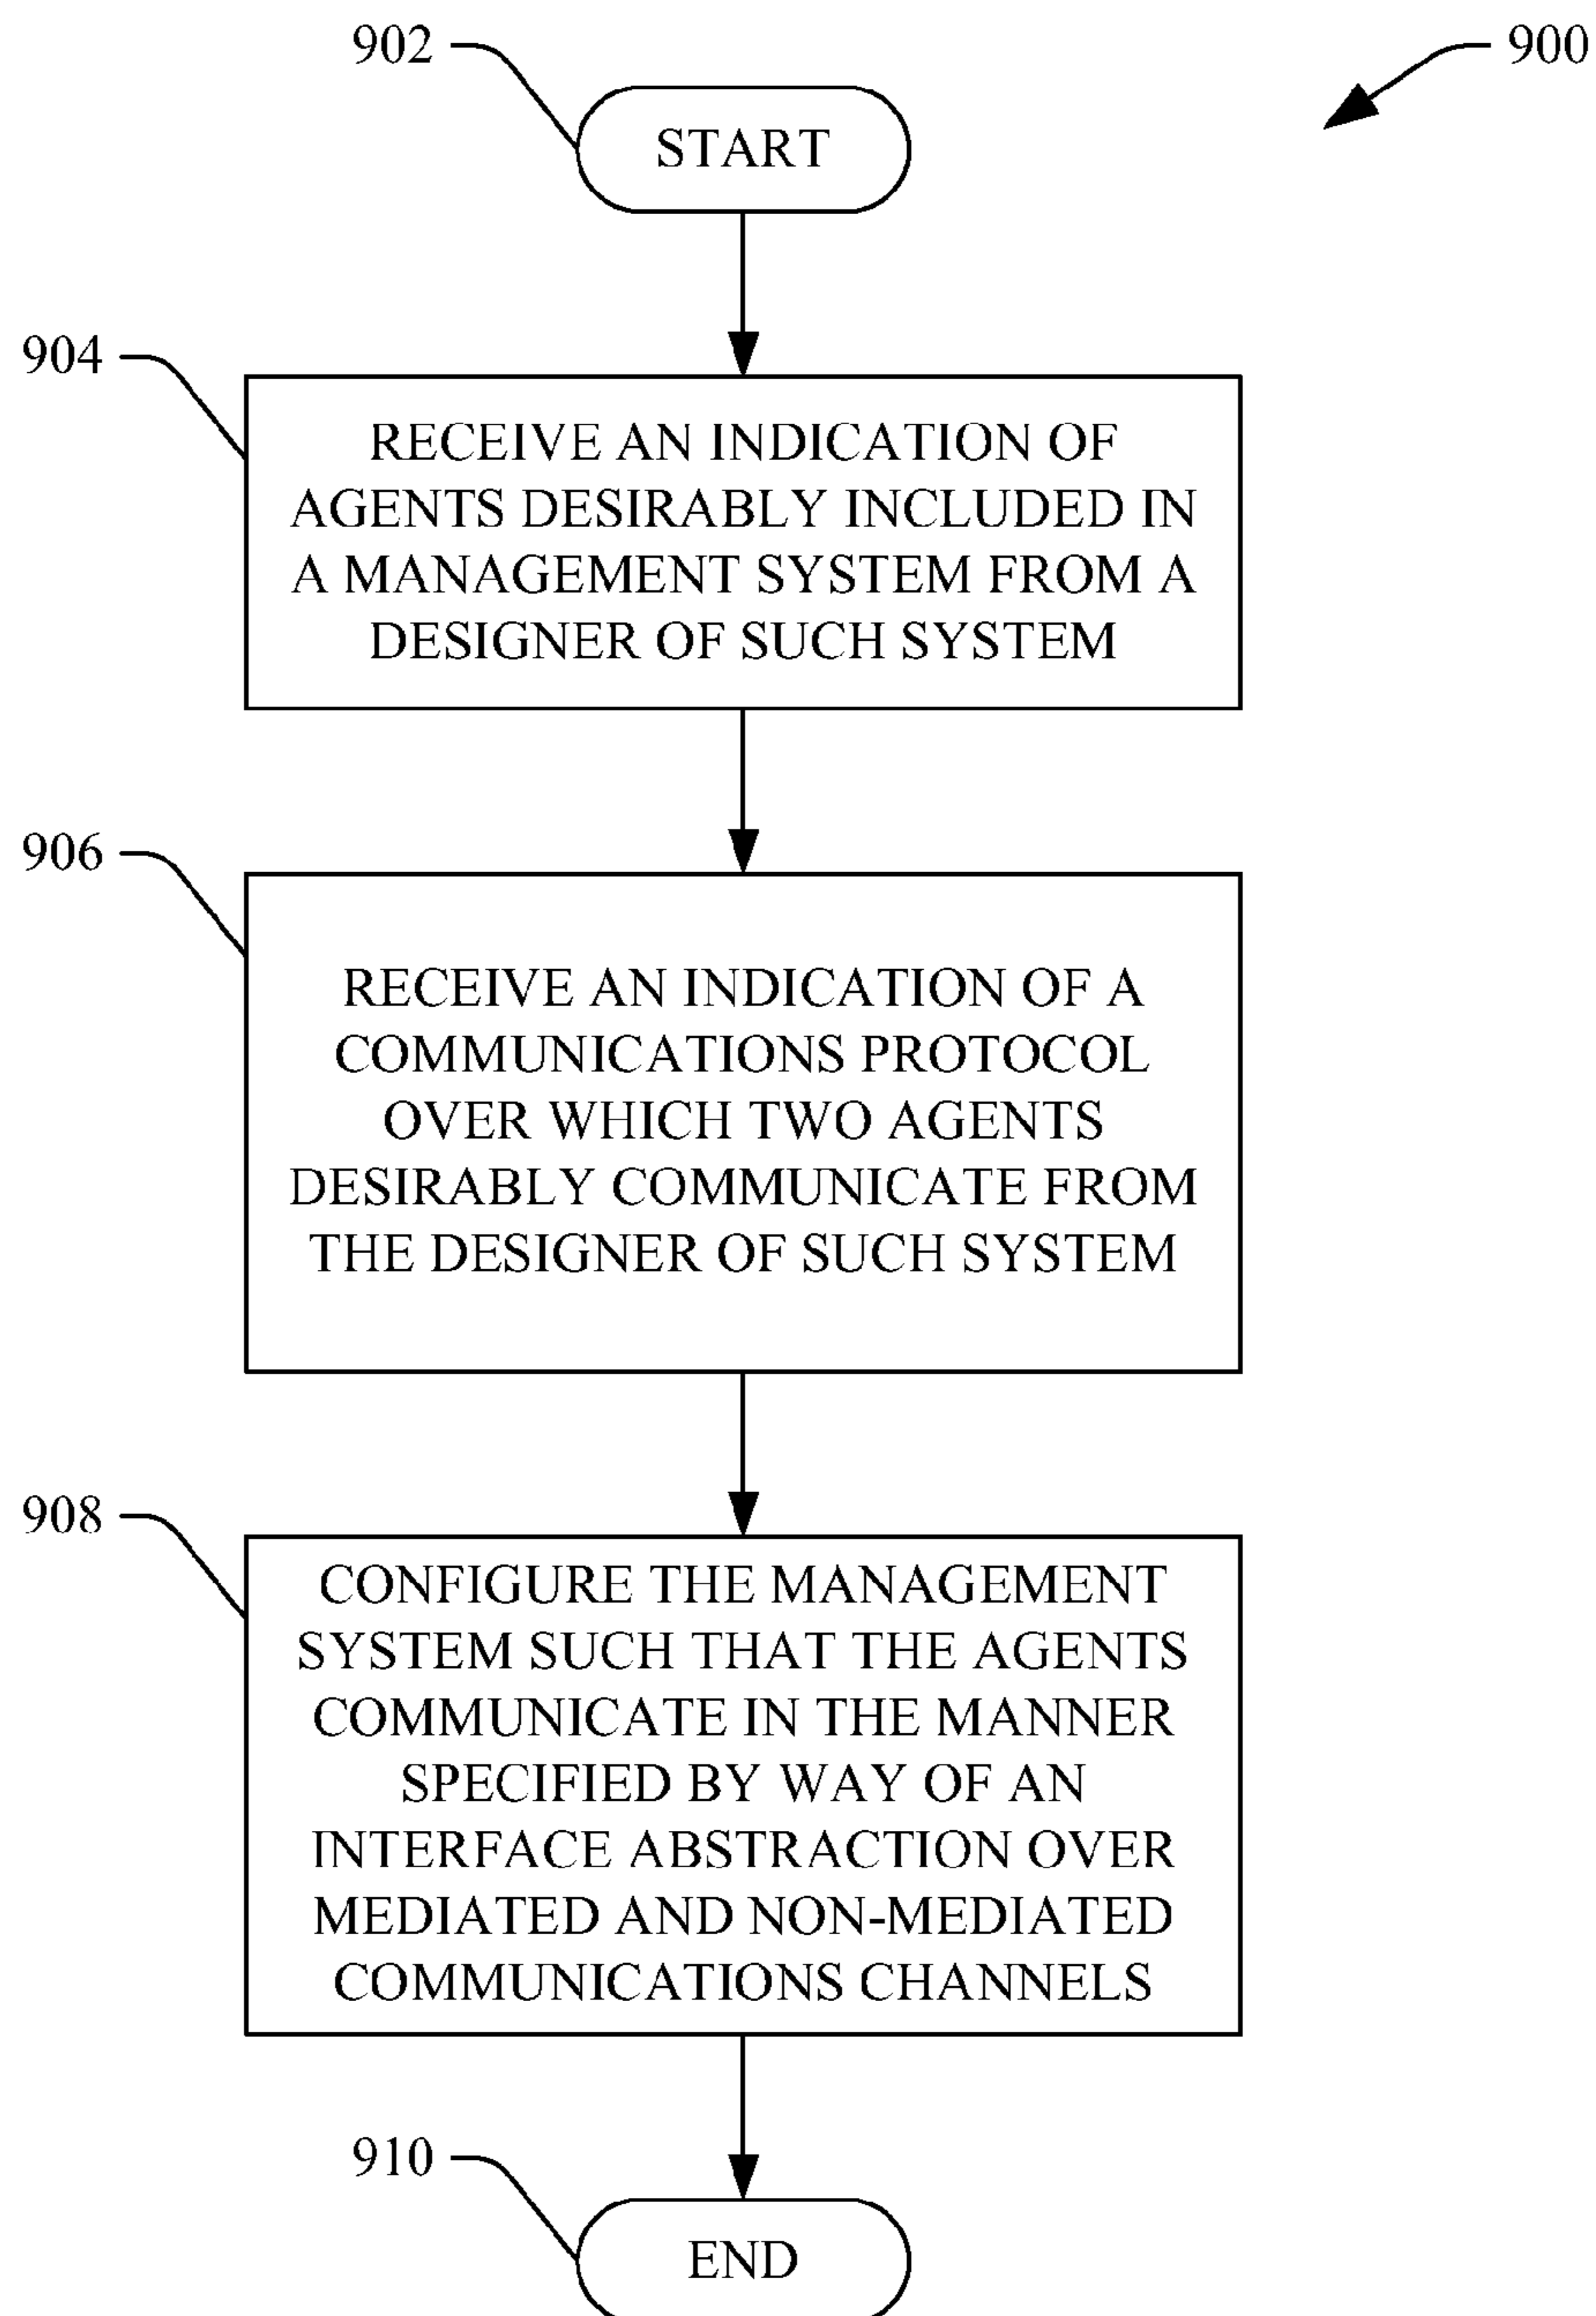 902
900
START
904
RECEIVE AN INDICATION OF
AGENTS DESIRABLY INCLUDED IN
A MANAGEMENT SYSTEM FROM A
DESIGNER OF SUCH SYSTEM
906
RECEIVE AN INDICATION OF A
COMMUNICATIONS PROTOCOL
OVER WHICH TWO AGENTS
DESIRABLY COMMUNICATE FROM
THE DESIGNER OF SUCH SYSTEM
908
CONFIGURE THE MANAGEMENT
SYSTEM SUCH THAT THE AGENTS
COMMUNICATE IN THE MANNER
SPECIFIED BY WAY OF AN
INTERFACE ABSTRACTION OVER
MEDIATED AND NON-MEDIATED
COMMUNICATIONS CHANNELS
910
END